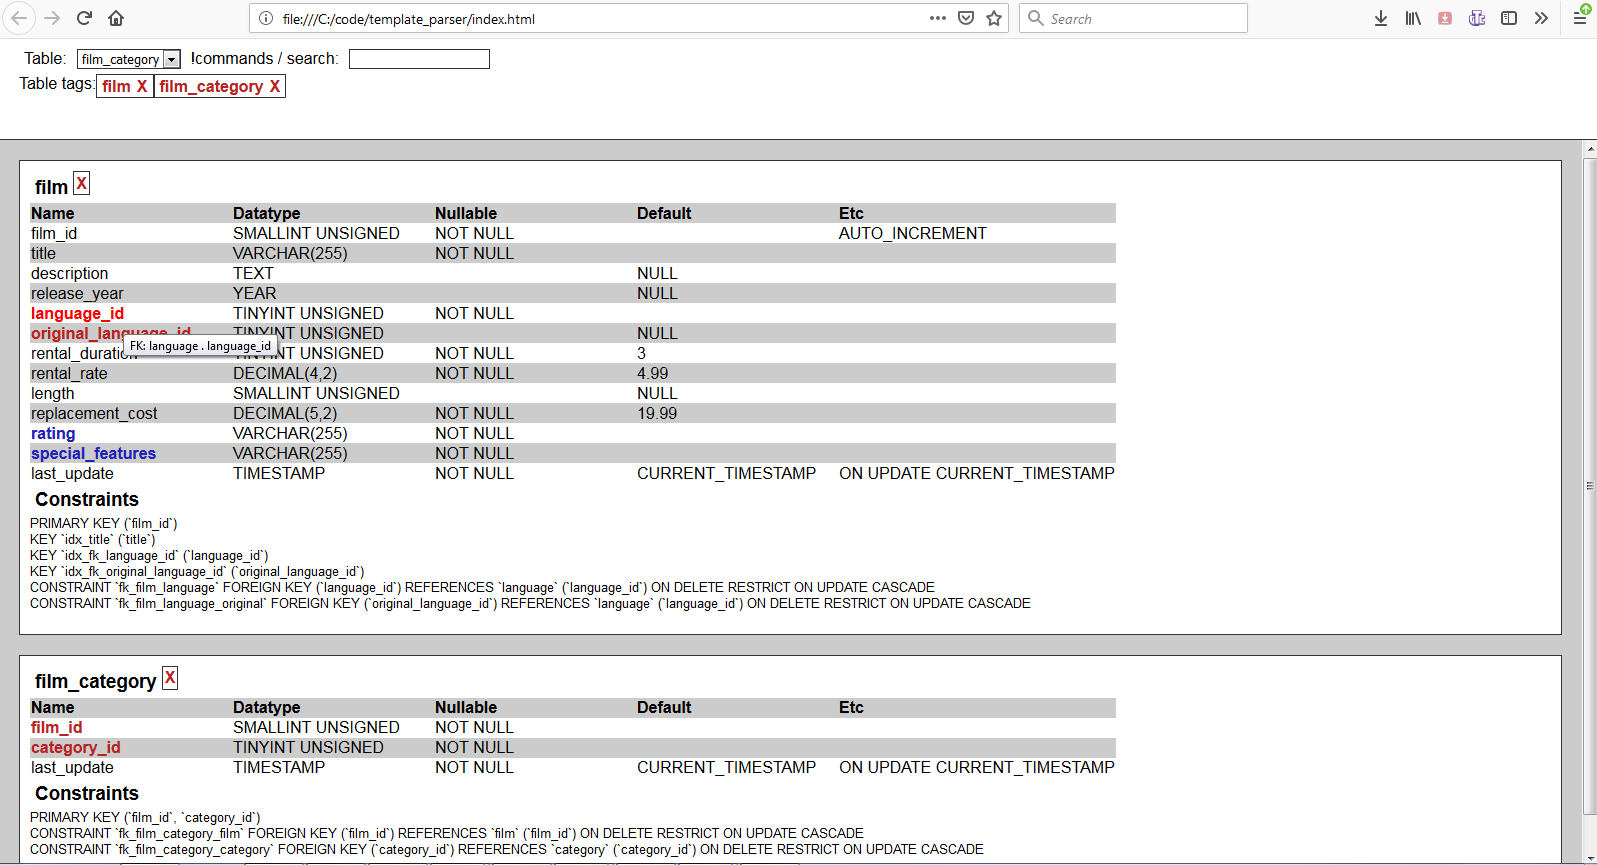 file:///C:/code/template_parser/index.html
Search
Table: film_category !commands / search:
Table tags: film X film_category X
film X
Name Datatype Nullable Default Etc
film_id SMALLINT UNSIGNED NOT NULL AUTO_INCREMENT
title VARCHAR(255) NOT NULL
description TEXT NULL
release_year YEAR NULL
language_id TINYINT UNSIGNED NOT NULL
original_language_id TINYINT UNSIGNED NULL
FK: language . language_id
rental_duration TINYINT UNSIGNED NOT NULL 3
rental_rate DECIMAL(4,2) NOT NULL 4.99
length SMALLINT UNSIGNED NULL
replacement_cost DECIMAL(5,2) NOT NULL 19.99
rating VARCHAR(255) NOT NULL
special_features VARCHAR(255) NOT NULL
last_update TIMESTAMP NOT NULL CURRENT_TIMESTAMP ON UPDATE CURRENT_TIMESTAMP
Constraints
PRIMARY KEY (`film_id`)
KEY `idx_title` (`title`)
KEY `idx_fk_language_id` (`language_id`)
KEY `idx_fk_original_language_id` (`original_language_id`)
CONSTRAINT `fk_film_language` FOREIGN KEY (`language_id`) REFERENCES `language` (`language_id`) ON DELETE RESTRICT ON UPDATE CASCADE
CONSTRAINT `fk_film_language_original` FOREIGN KEY (`original_language_id`) REFERENCES `language` (`language_id`) ON DELETE RESTRICT ON UPDATE CASCADE
film_category X
Name Datatype Nullable Default Etc
film_id SMALLINT UNSIGNED NOT NULL
category_id TINYINT UNSIGNED NOT NULL
last_update TIMESTAMP NOT NULL CURRENT_TIMESTAMP ON UPDATE CURRENT_TIMESTAMP
Constraints
PRIMARY KEY (`film_id`, `category_id`)
CONSTRAINT `fk_film_category_film` FOREIGN KEY (`film_id`) REFERENCES `film` (`film_id`) ON DELETE RESTRICT ON UPDATE CASCADE
CONSTRAINT `fk_film_category_category` FOREIGN KEY (`category_id`) REFERENCES `category` (`category_id`) ON DELETE RESTRICT ON UPDATE CASCADE